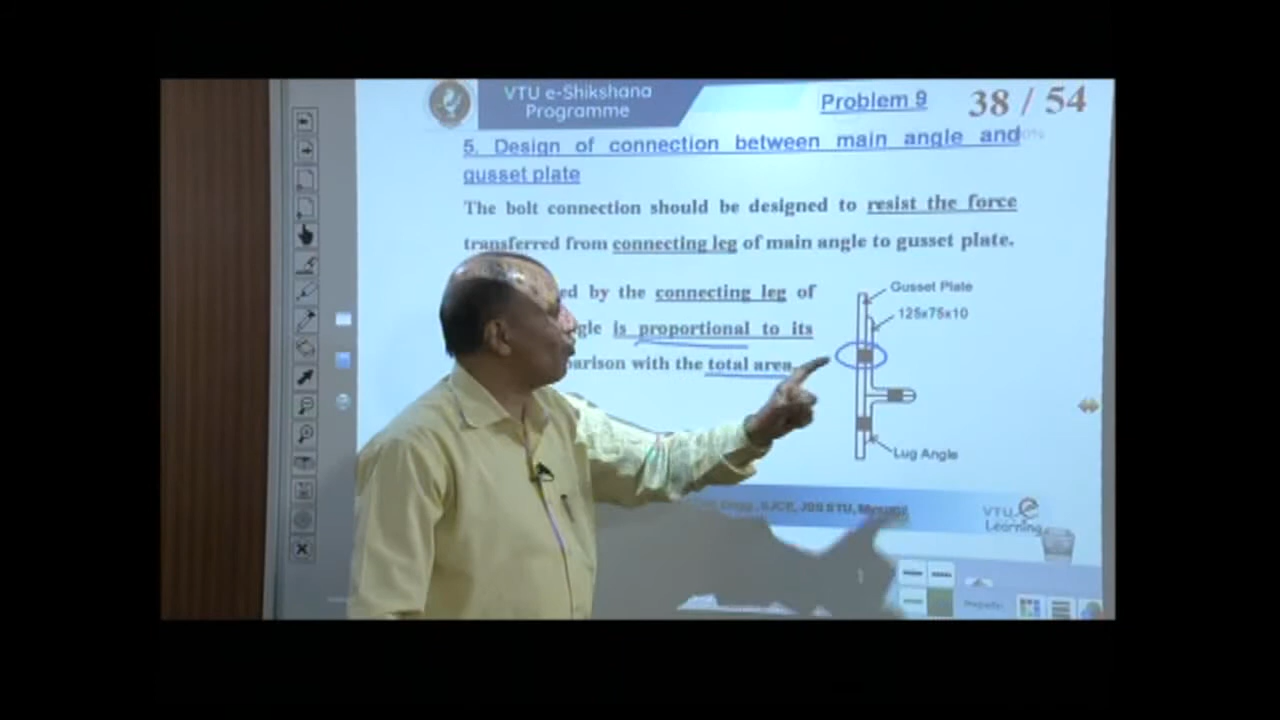 VTU e-Shikshana
Programme
Problem 9
38 / 54
5. Design of connection between main angle and
gusset plate
The bolt connection should be designed to resist the force
transferred from connecting leg of main angle to gusset plate.
by the connecting leg of
is proportional to its
with the total area
Gusset Plate
125x75x10
Lug Angle
SJCE, JSS STU,
VTU
Learning